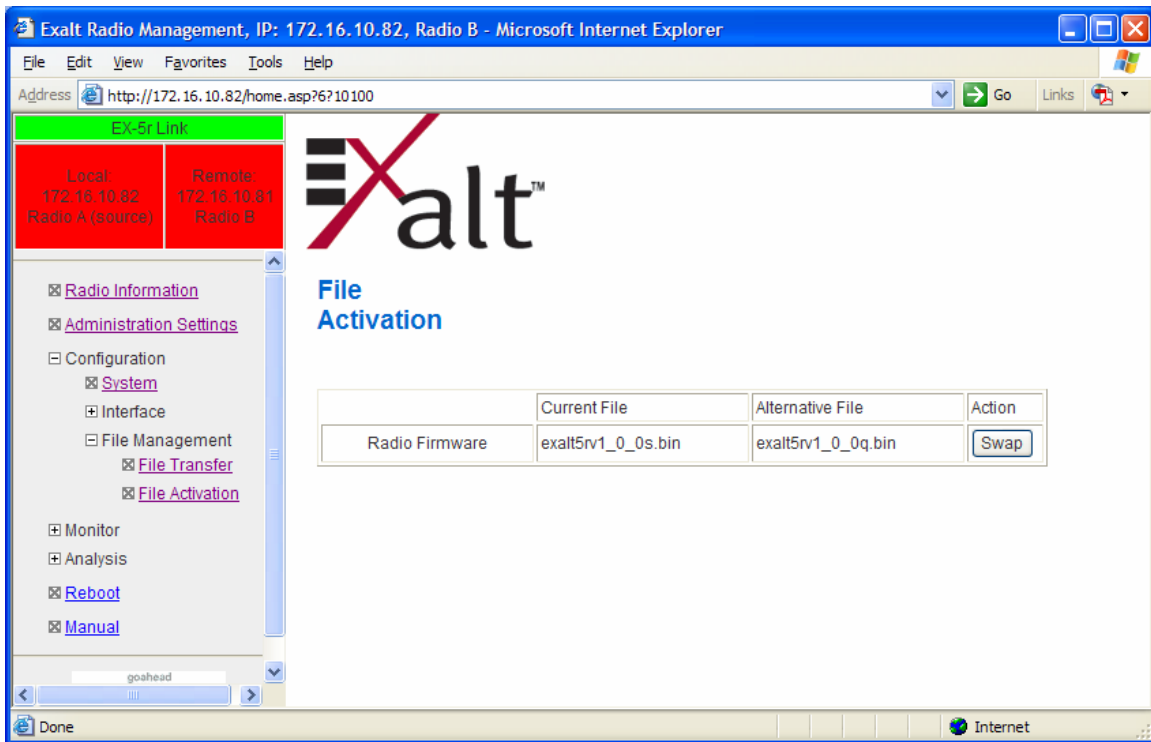 Exalt Radio Management, IP: 172.16.10.82, Radio B - Microsoft Internet Explorer
File Edit View Favorites Tools Help
Address http://172.16.10.82/home.asp?6?10100 Go Links
EX-5r Link
Local:
172.16.10.82
Radio A (source)
Remote:
172.16.10.81
Radio B
Radio Information
Administration Settings
Configuration
System
Interface
File Management
File Transfer
File Activation
Monitor
Analysis
Reboot
Manual
goahead
Exalt™
File
Activation
Current File Alternative File Action
Radio Firmware exalt5rv1_0_0s.bin exalt5rv1_0_0q.bin Swap
Done Internet